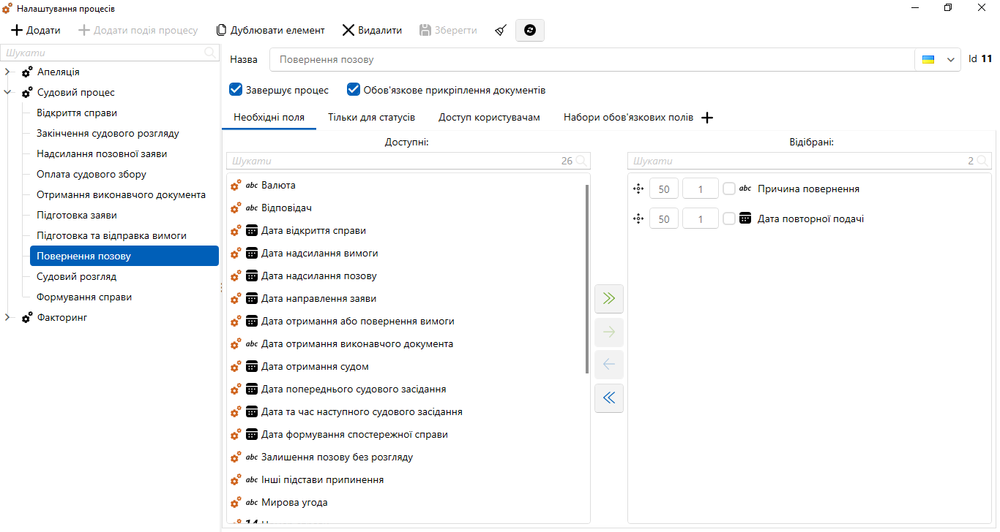 Налаштування процесів
Додати Додати подія процесу Дублювати елемент Видалити Зберегти
Шукати
Апеляція
Судовий процес
Відкриття справи
Закінчення судового розгляду
Надсилання позовної заяви
Оплата судового збору
Отримання виконавчого документа
Підготовка заяви
Підготовка та відправка вимоги
Повернення позову
Судовий розгляд
Формування справи
Факторинг
Назва Повернення позову Id 11
Завершує процес Обов'язкове прикріплення документів
Необхідні поля Тільки для статусів Доступ користувачам Набори обов'язкових полів
Доступні:
Шукати 26
abc Валюта
abc Відповідач
Дата відкриття справи
Дата надсилання вимоги
Дата надсилання позову
Дата направлення заяви
Дата отримання або повернення вимоги
abc Дата отримання виконавчого документа
Дата отримання судом
Дата попереднього судового засідання
Дата та час наступного судового засідання
Дата формування спостережної справи
abc Залишення позову без розгляду
abc Інші підстави припинення
abc Мирова угода
Відібрані:
Шукати 2
50 1 abc Причина повернення
50 1 Дата повторної подачі